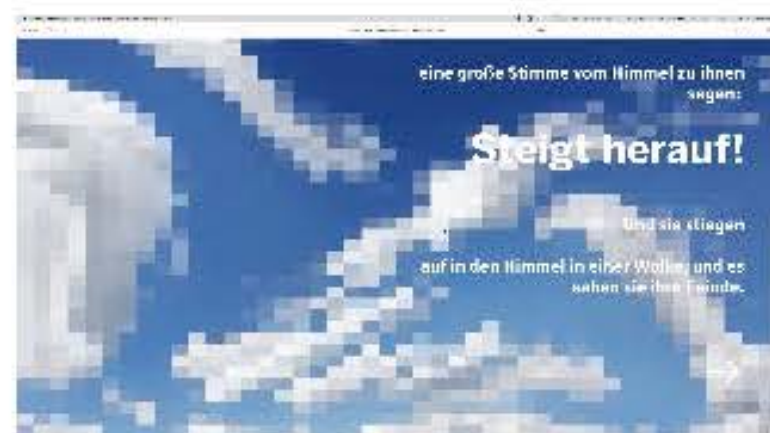 eine große Stimme vom Himmel zu ihnen
sagen:
Steigt herauf!
Und sie stiegen
auf in den Himmel in einer Wolke, und es
sahen sie ihre Feinde.